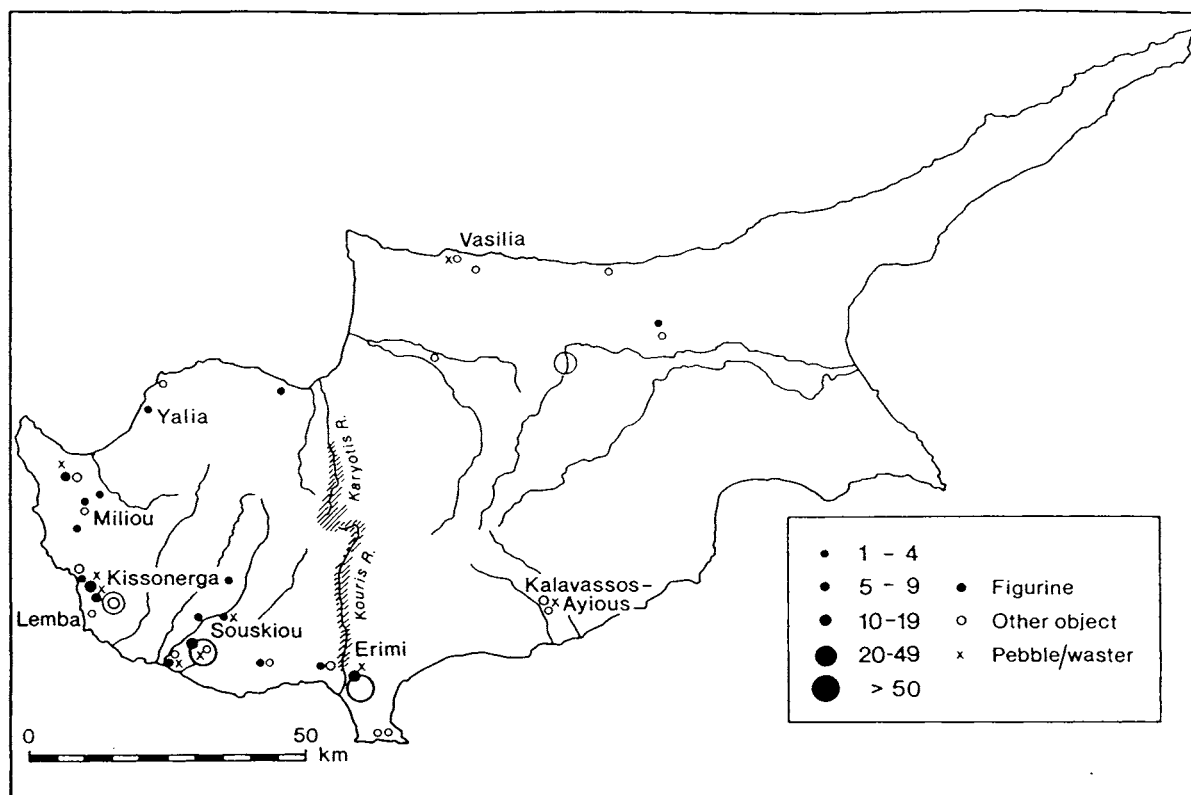 Vasilia
Yalia
Karyotis R.
Miliou
Kouris R.
Kissonerga
Kalavassos-
Ayious
Lemba
Souskiou
Erimi
0 50
km
1 - 4
5 - 9
10-19
20-49
> 50
Figurine
Other object
x Pebble/waster